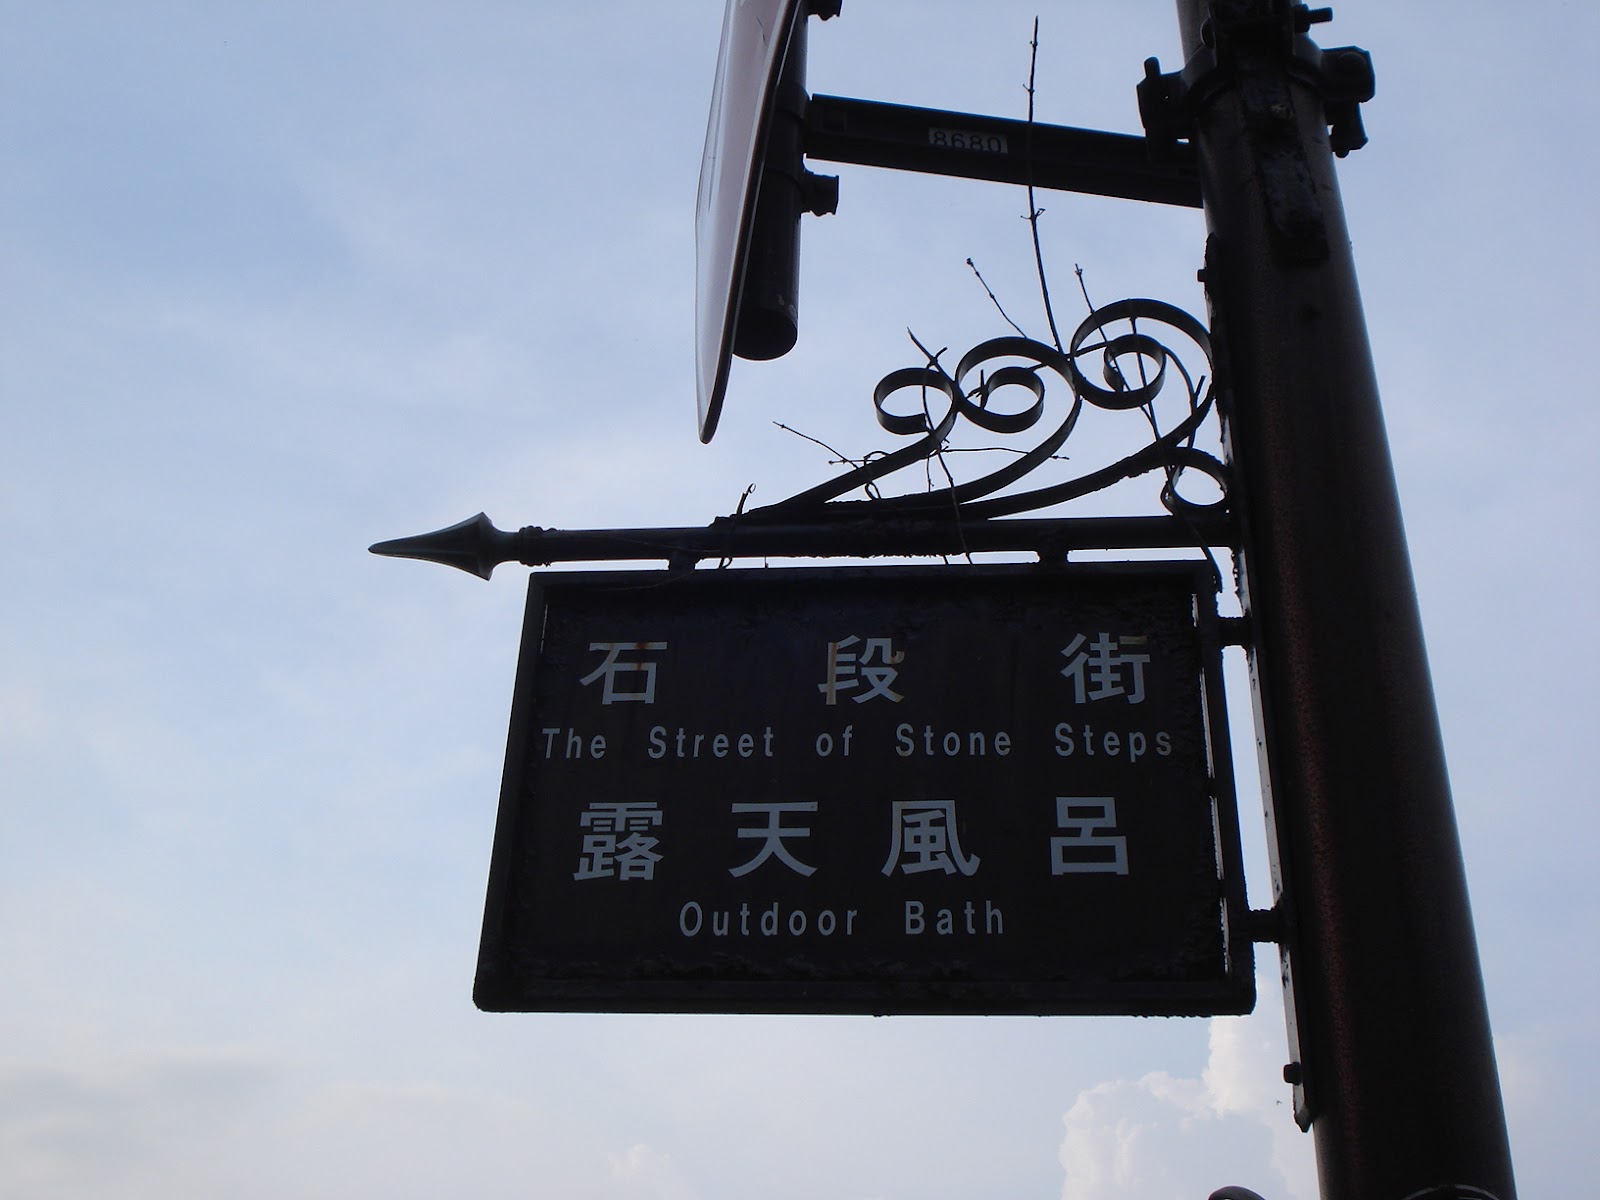 8680
石段街
The Street of Stone Steps
露天風呂
Outdoor Bath